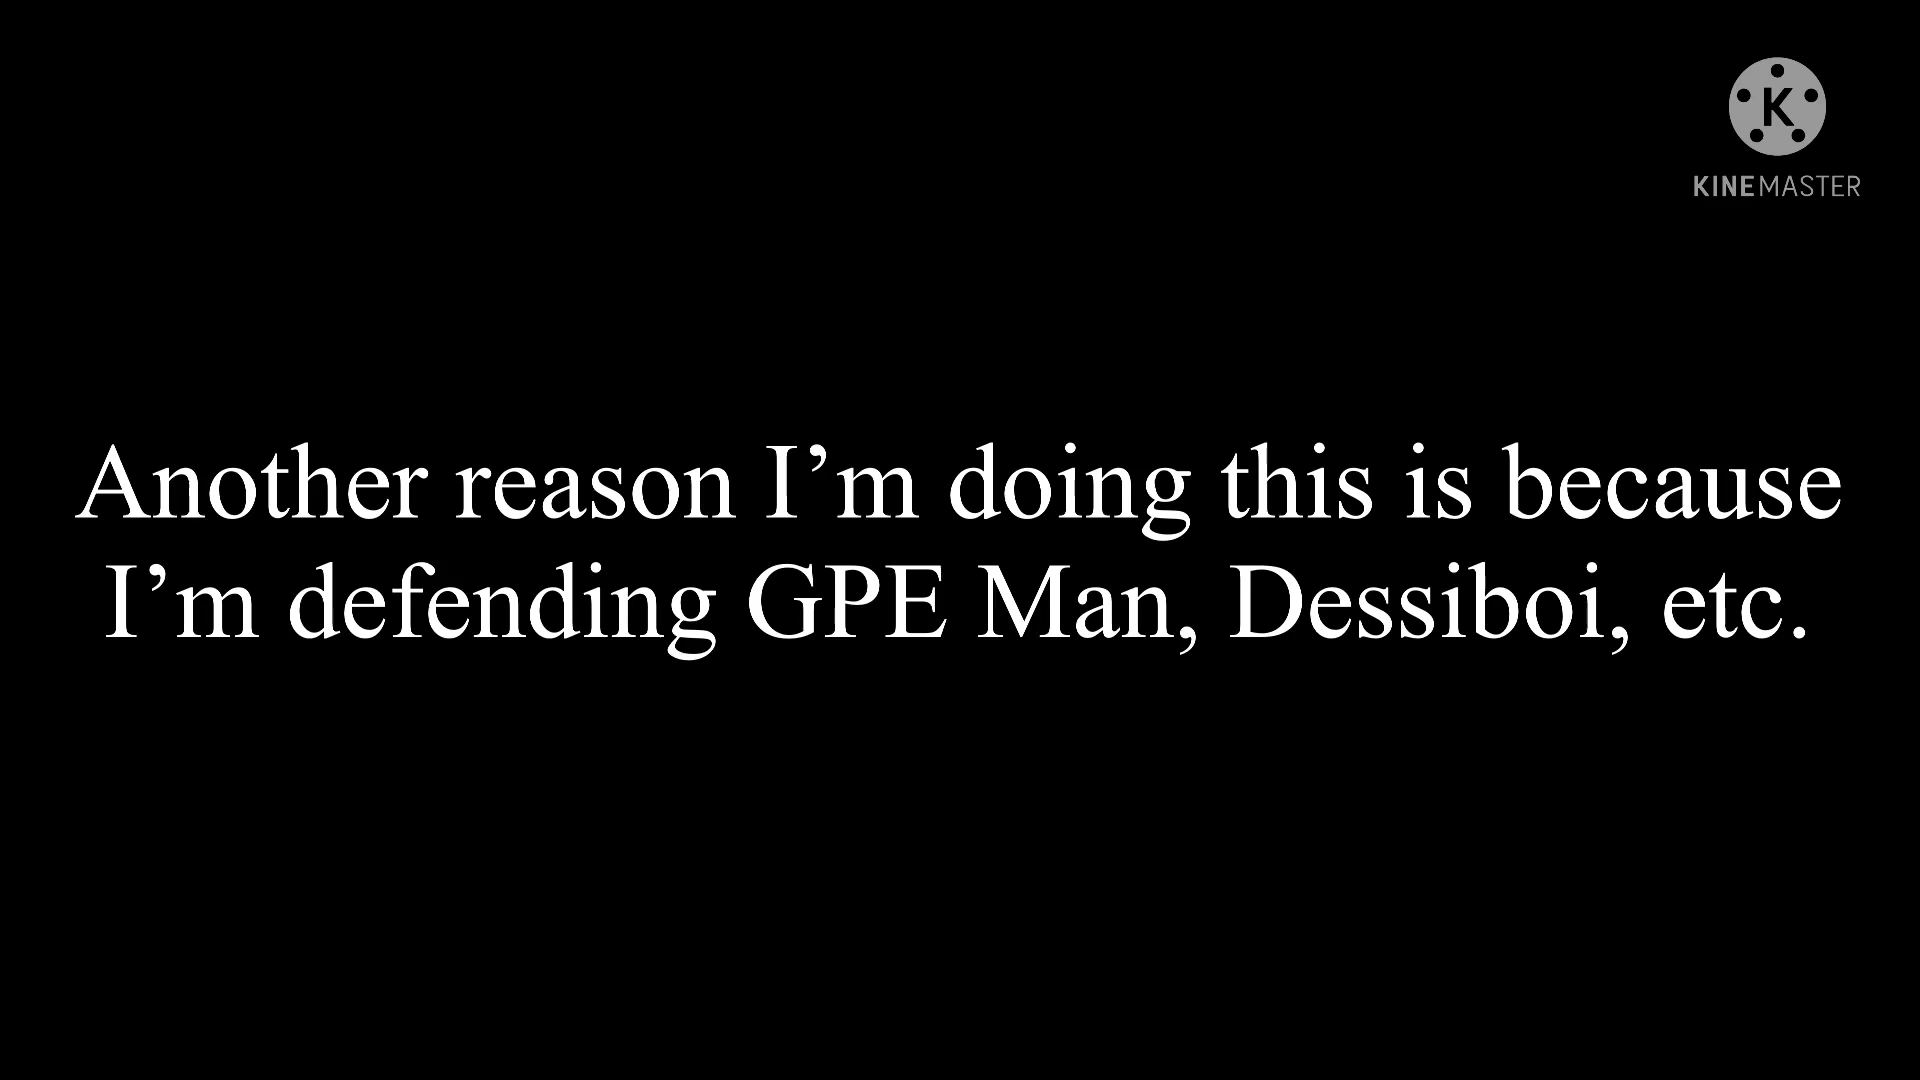 K
KINEMASTER
Another reason I’m doing this is because
I’m defending GPE Man, Dessiboi, etc.